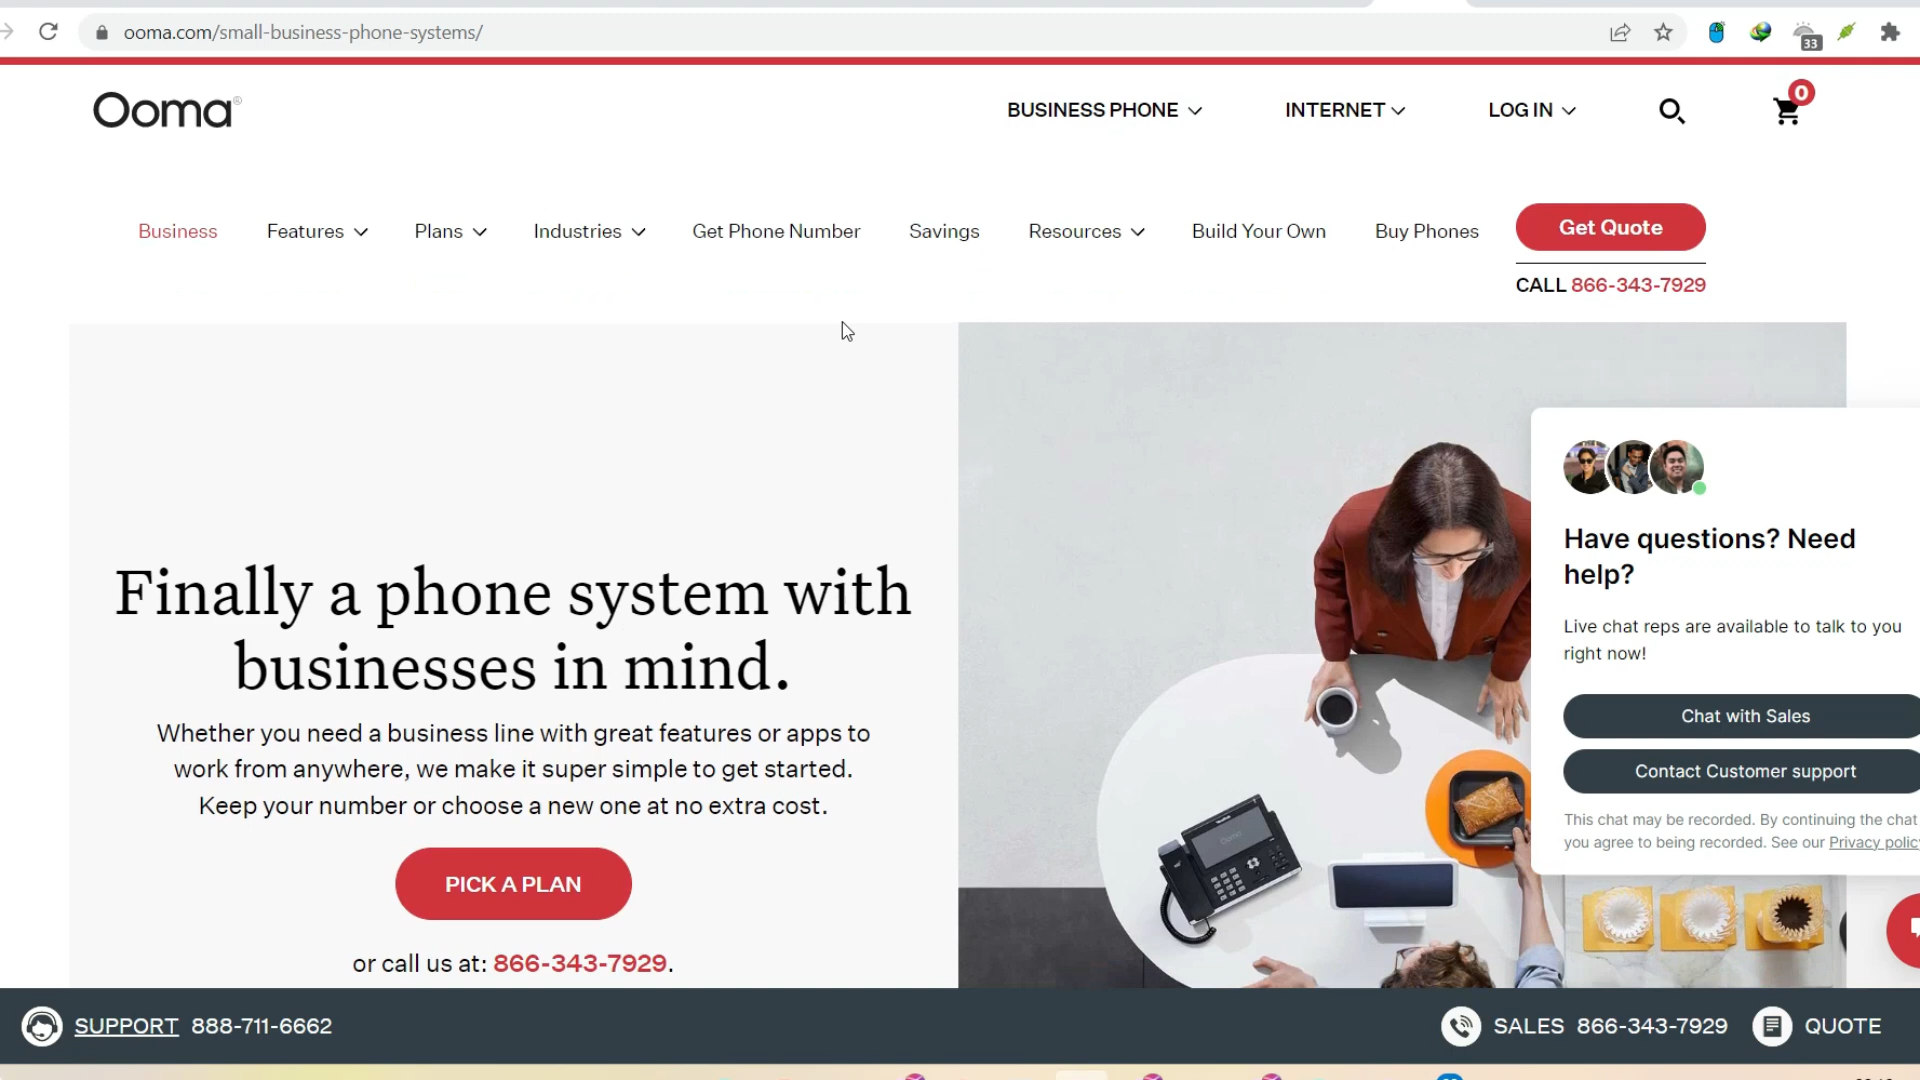 ooma.com/small-business-phone-systems/
33
Ooma
BUSINESS PHONE
INTERNET
LOG IN
0
Business
Features
Plans
Industries
Get Phone Number
Savings
Resources
Build Your Own
Buy Phones
Get Quote
CALL 866-343-7929
Finally a phone system with
businesses in mind.
Whether you need a business line with great features or apps to
work from anywhere, we make it super simple to get started.
Keep your number or choose a new one at no extra cost.
PICK A PLAN
or call us at: 866-343-7929.
Have questions? Need
help?
Live chat reps are available to talk to you
right now!
Chat with Sales
Contact Customer support
This chat may be recorded. By continuing the chat
you agree to being recorded. See our Privacy policy
SUPPORT 888-711-6662
SALES 866-343-7929
QUOTE